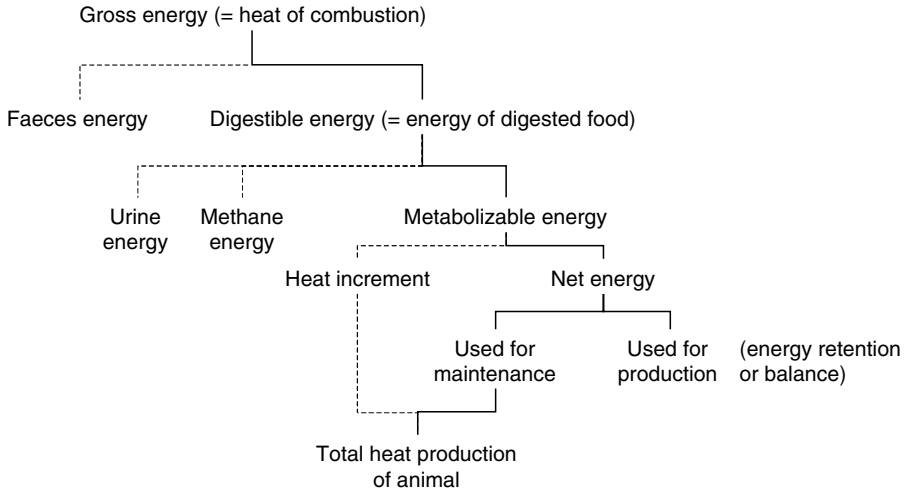 Gross energy (= heat of combustion)
Faeces energy
Digestible energy (= energy of digested food)
Urine
energy
Methane
energy
Metabolizable energy
Heat increment
Net energy
Used for
maintenance
Used for
production
(energy retention
or balance)
Total heat production
of animal